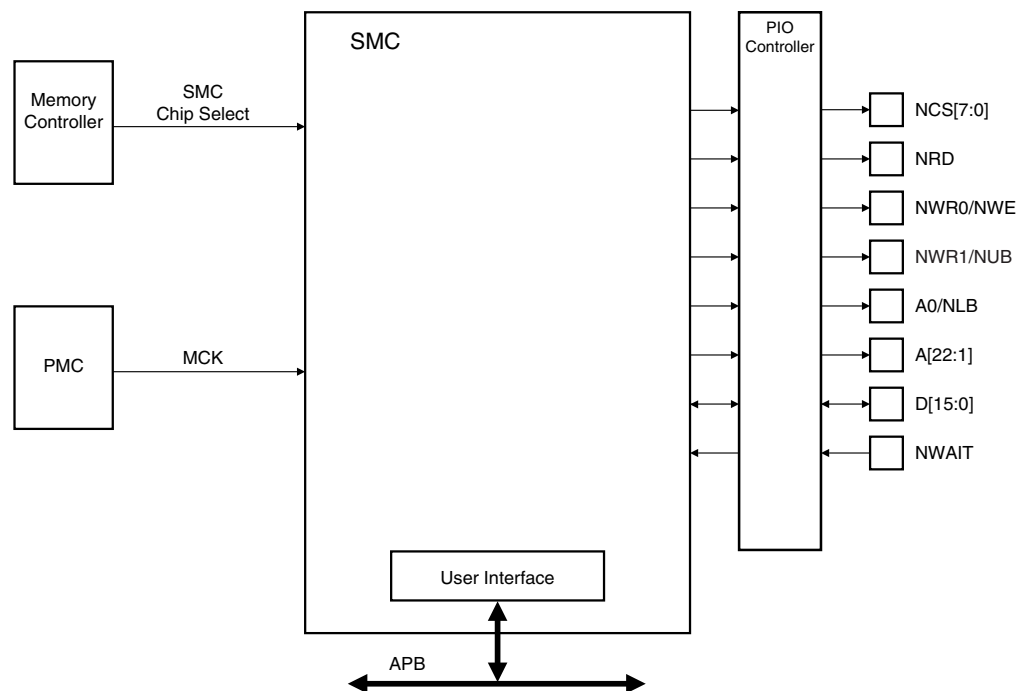 SMC
PIO
Controller
Memory
Controller
SMC
Chip Select
NCS[7:0]
NRD
NWR0/NWE
NWR1/NUB
A0/NLB
PMC
MCK
A[22:1]
D[15:0]
NWAIT
User Interface
APB